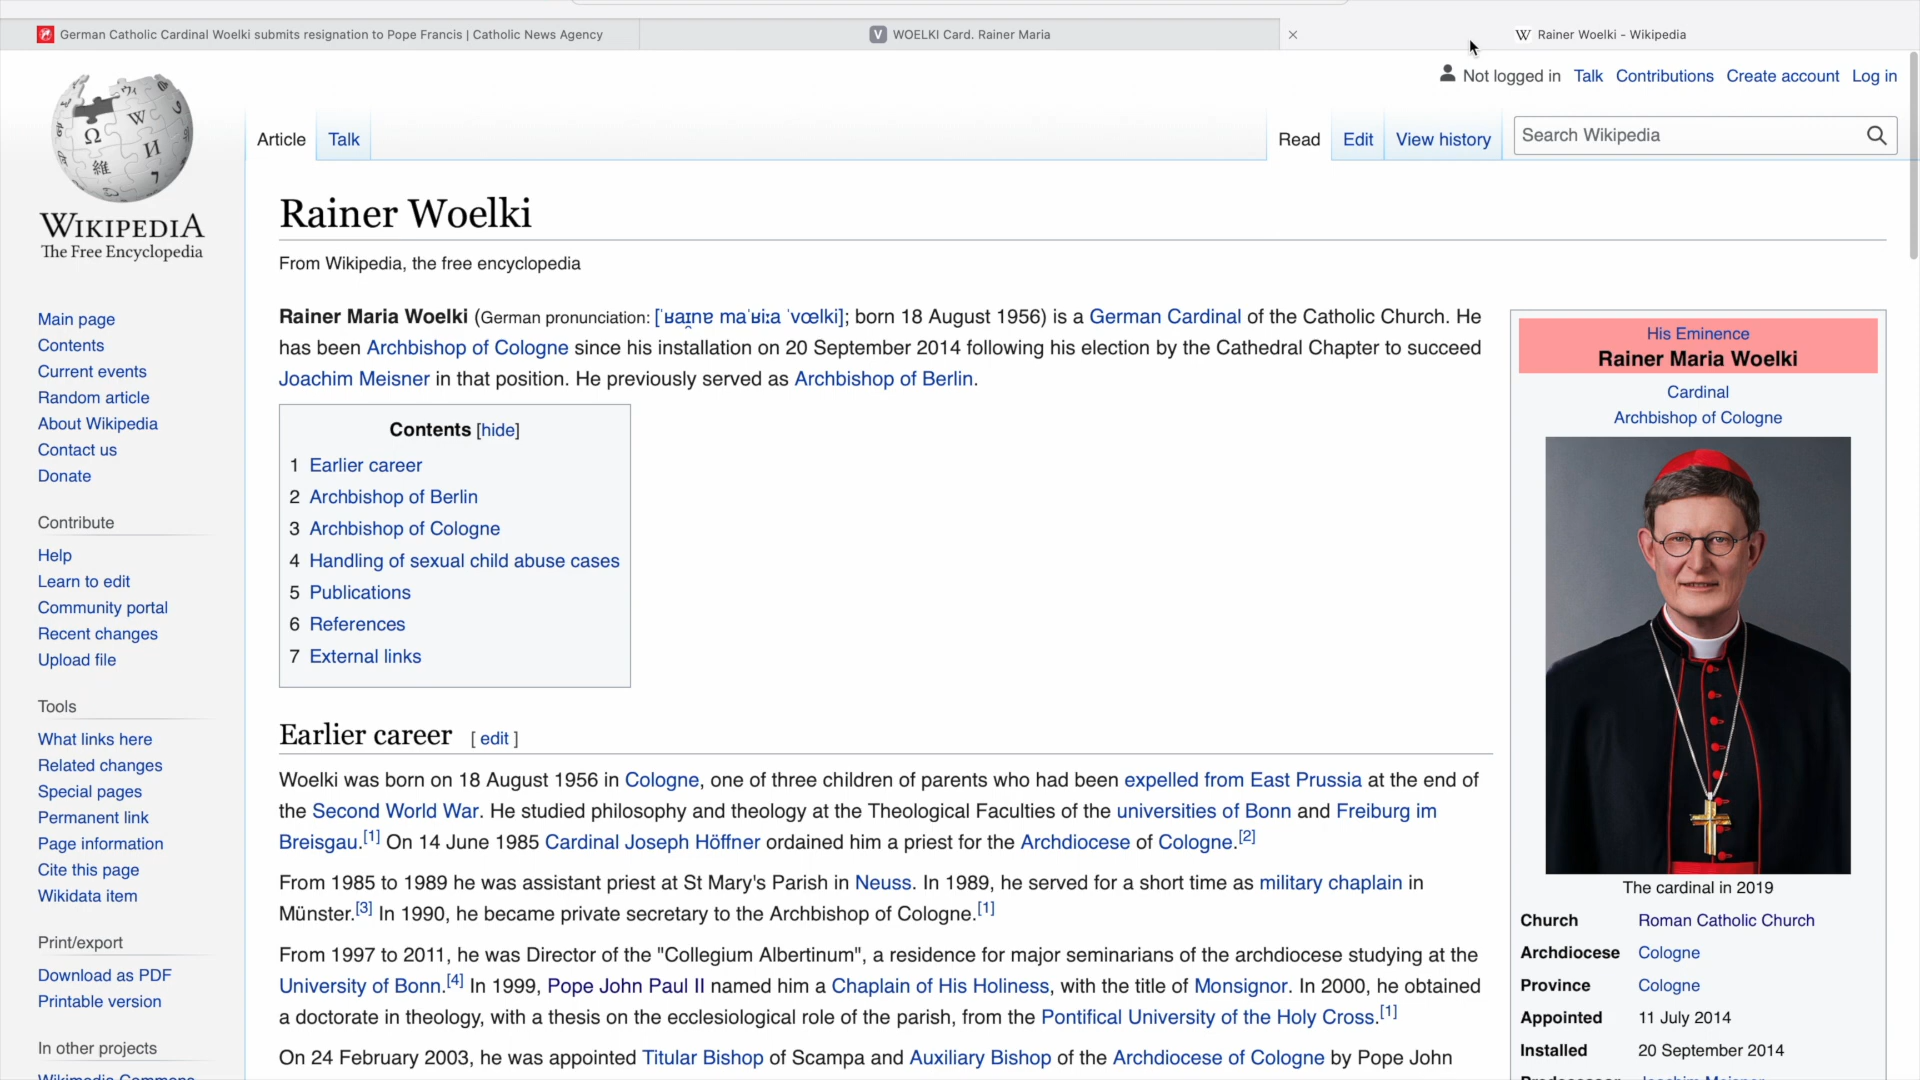 German Catholic Cardinal Woelki submits resignation to Pope Francis | Catholic News Agency
V WOELKI Card. Rainer Maria
W Rainer Woelki - Wikipedia
Not logged in Talk Contributions Create account Log in
Article Talk Read Edit View history Search Wikipedia
WIKIPEDIA
The Free Encyclopedia
Main page
Contents
Current events
Random article
About Wikipedia
Contact us
Donate
Contribute
Help
Learn to edit
Community portal
Recent changes
Upload file
Tools
What links here
Related changes
Special pages
Permanent link
Page information
Cite this page
Wikidata item
Print/export
Download as PDF
Printable version
In other projects
Wikimedia Commons
Rainer Woelki
From Wikipedia, the free encyclopedia
Rainer Maria Woelki (German pronunciation: [ˈʁaɪ̯nɐ maˈʁiːa ˈvœlki]; born 18 August 1956) is a German Cardinal of the Catholic Church. He
has been Archbishop of Cologne since his installation on 20 September 2014 following his election by the Cathedral Chapter to succeed
Joachim Meisner in that position. He previously served as Archbishop of Berlin.
Contents [hide]
1 Earlier career
2 Archbishop of Berlin
3 Archbishop of Cologne
4 Handling of sexual child abuse cases
5 Publications
6 References
7 External links
Earlier career [ edit ]
Woelki was born on 18 August 1956 in Cologne, one of three children of parents who had been expelled from East Prussia at the end of
the Second World War. He studied philosophy and theology at the Theological Faculties of the universities of Bonn and Freiburg im
Breisgau.[1] On 14 June 1985 Cardinal Joseph Höffner ordained him a priest for the Archdiocese of Cologne.[2]
From 1985 to 1989 he was assistant priest at St Mary's Parish in Neuss. In 1989, he served for a short time as military chaplain in
Münster.[3] In 1990, he became private secretary to the Archbishop of Cologne.[1]
From 1997 to 2011, he was Director of the "Collegium Albertinum", a residence for major seminarians of the archdiocese studying at the
University of Bonn.[4] In 1999, Pope John Paul II named him a Chaplain of His Holiness, with the title of Monsignor. In 2000, he obtained
a doctorate in theology, with a thesis on the ecclesiological role of the parish, from the Pontifical University of the Holy Cross.[1]
On 24 February 2003, he was appointed Titular Bishop of Scampa and Auxiliary Bishop of the Archdiocese of Cologne by Pope John
His Eminence
Rainer Maria Woelki
Cardinal
Archbishop of Cologne
The cardinal in 2019
Church Roman Catholic Church
Archdiocese Cologne
Province Cologne
Appointed 11 July 2014
Installed 20 September 2014
Predecessor Joachim Meisner